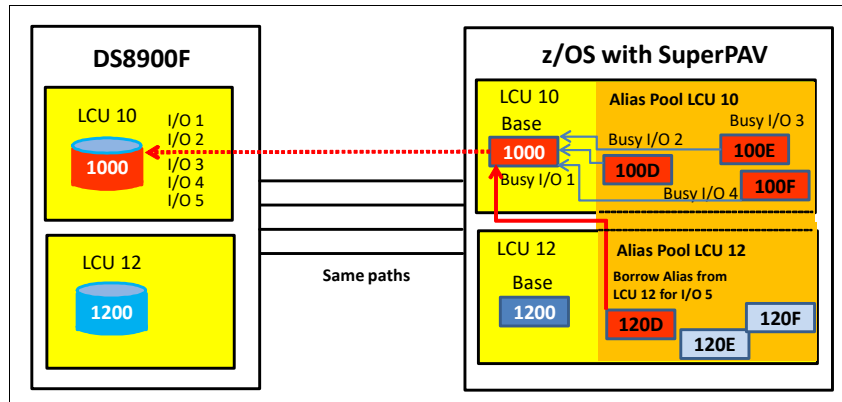 DS8900F
LCU 10
1000
I/O 1
I/O 2
I/O 3
I/O 4
I/O 5
LCU 12
1200
Same paths
z/OS with SuperPAV
LCU 10
Base
1000
Busy I/O 1
Alias Pool LCU 10
Busy I/O 3
Busy I/O 2
100E
100D
100F
Busy I/O 4
LCU 12
Base
1200
Alias Pool LCU 12
Borrow Alias from
LCU 12 for I/O 5
120D
120F
120E